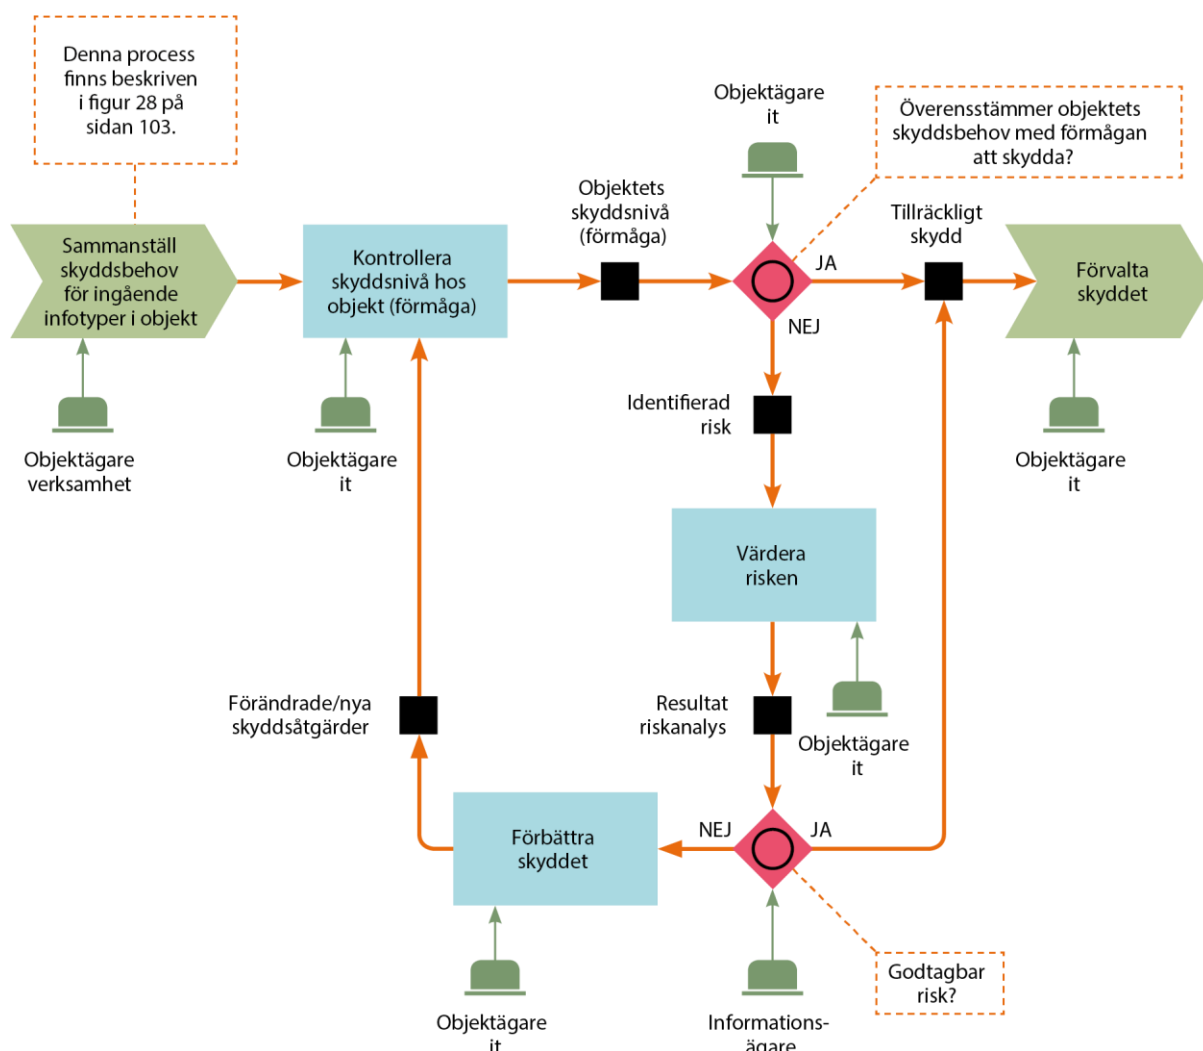 Denna process
finns beskriven
i figur 28 på
sidan 103.
Objektägare
it
Överensstämmer objektets
skyddsbehov med förmågan
att skydda?
Sammanställ
skyddsbehov
för ingående
infotyper i objekt
Kontrollera
skyddsnivå hos
objekt (förmåga)
Objektets
skyddsnivå
(förmåga)
JA
NEJ
Tillräckligt
skydd
Förvalta
skyddet
Objektägare
verksamhet
Objektägare
it
Identifierad
risk
Objektägare
it
Värdera
risken
Förändrade/nya
skyddsåtgärder
Resultat
riskanalys
Objektägare
it
Förbättra
skyddet
NEJ
JA
Godtagbar
risk?
Objektägare
it
Informations-
ägare